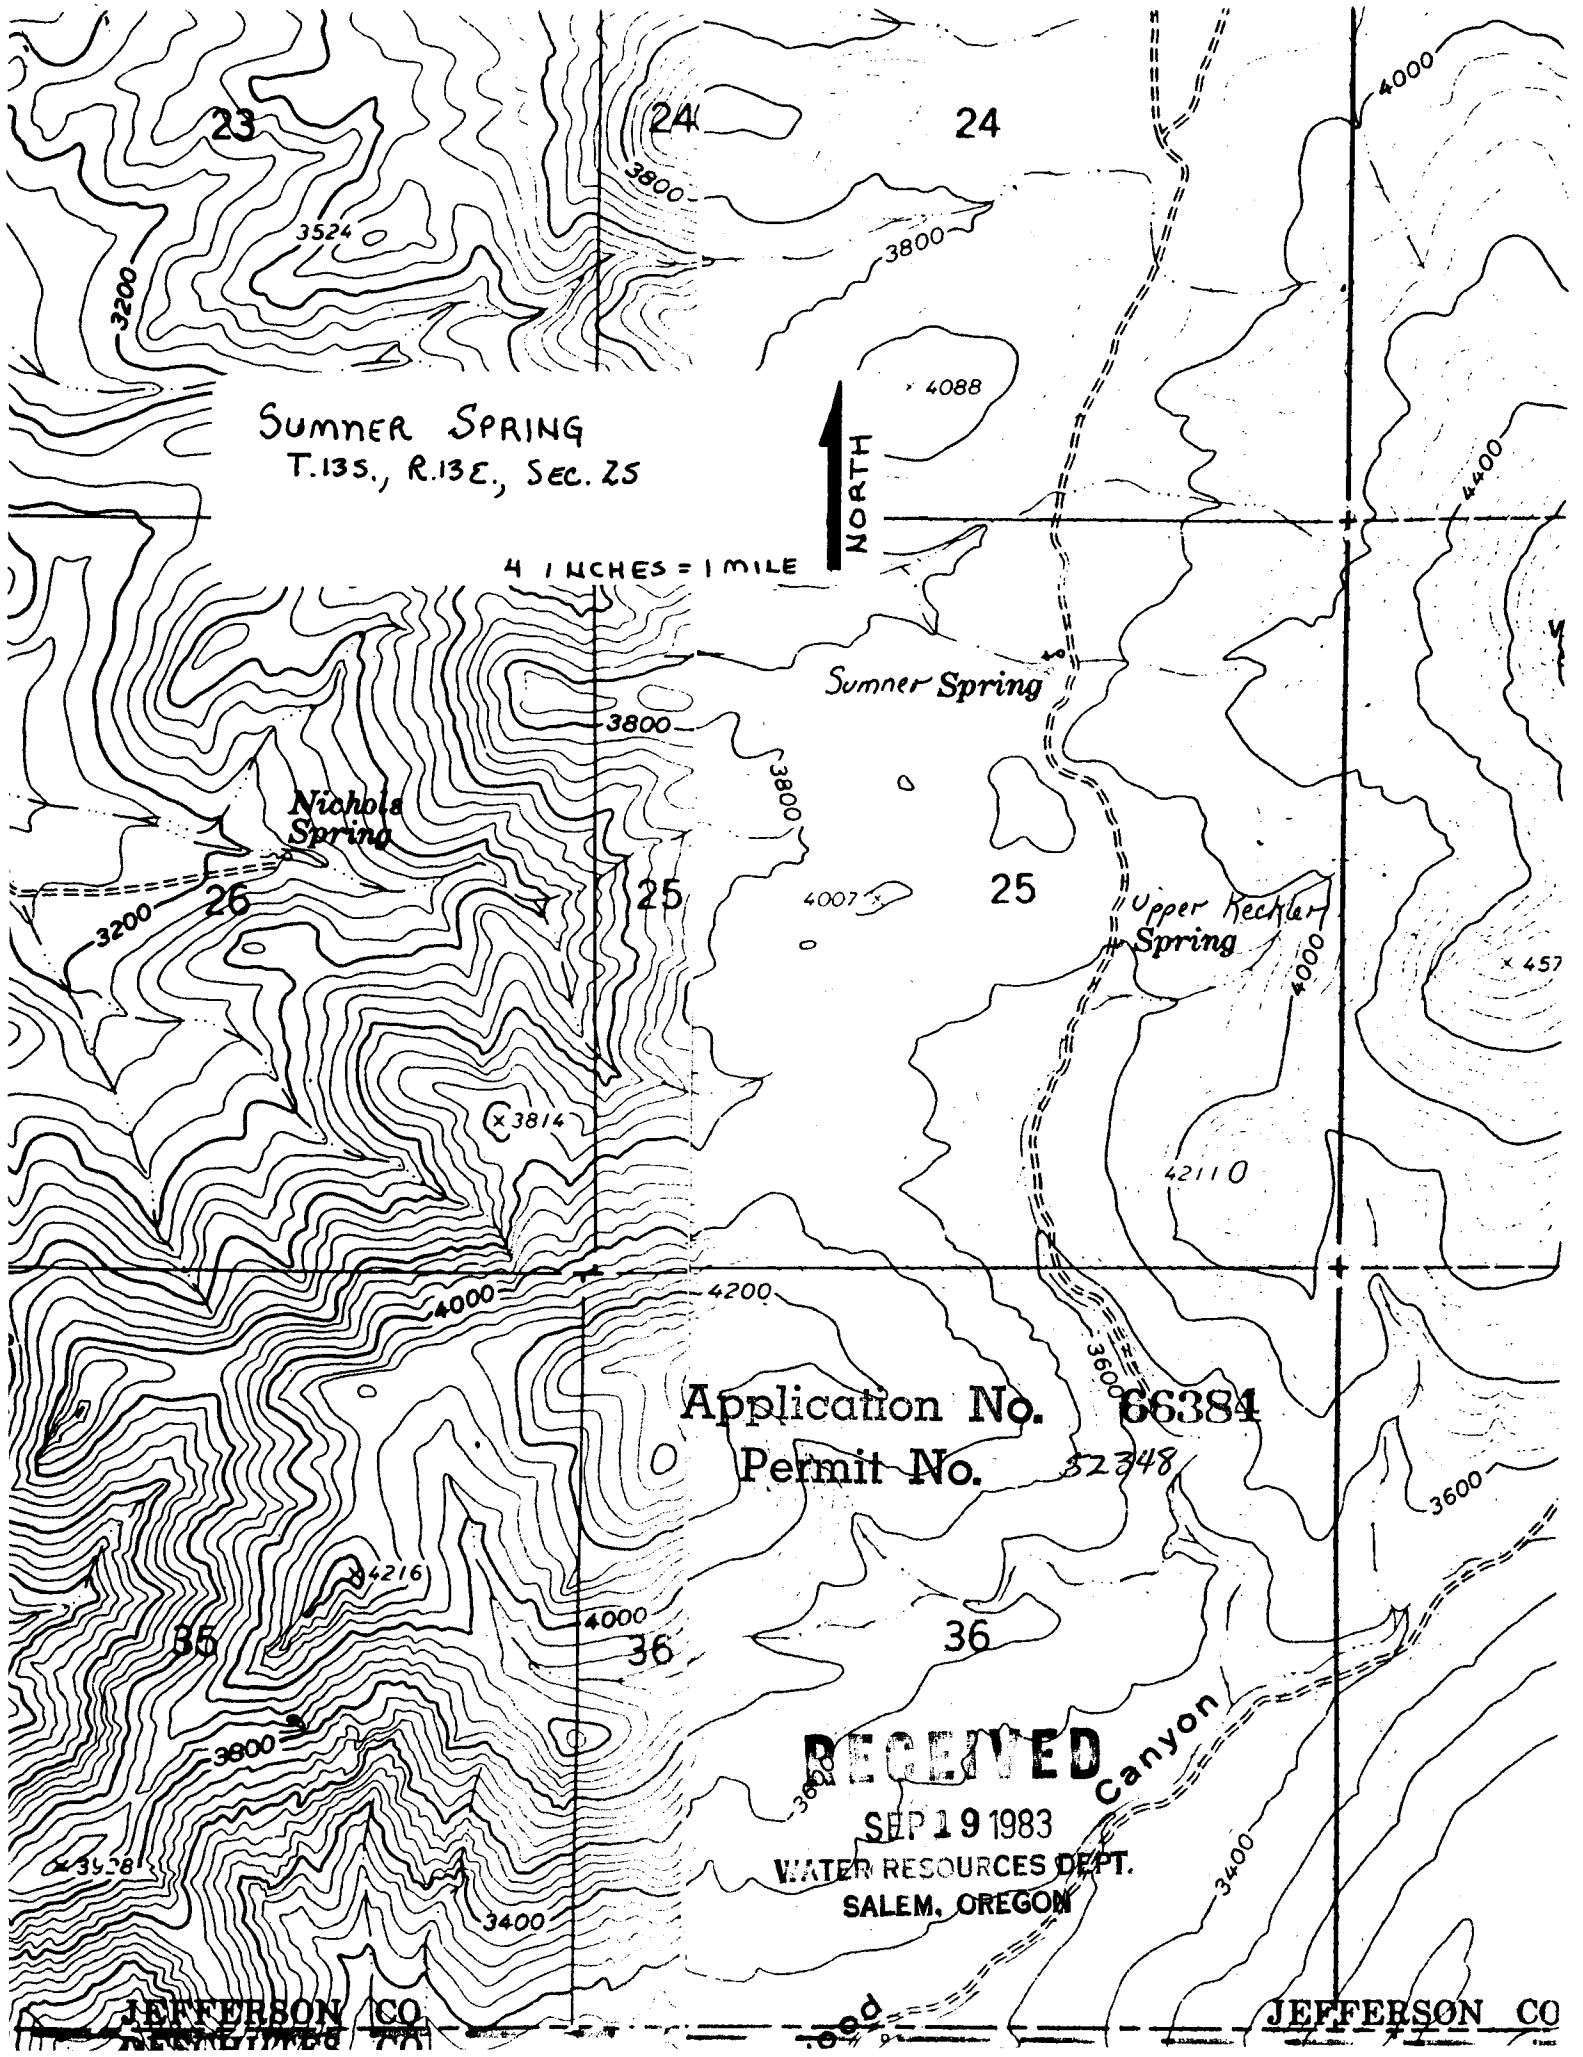 4000
23
24
24
3800
3524
3800
3200
4088
SUMNER SPRING
T.13S., R.13E., SEC. 25
NORTH
4400
4 INCHES = 1 MILE
Sumner Spring
3800
3800
Nichols
Spring
26
25
4007
25
Upper Keckler
Spring
3200
4000
× 457
×3814
4211
4000
4200
3600
Application No. 66384
Permit No. 52348
3600
×4216
4000
35
36
36
3800
RECEIVED
Canyon
SEP 19 1983
WATER RESOURCES DEPT.
SALEM, OREGON
3400
3400
JEFFERSON CO
DESCHUTES CO
JEFFERSON CO